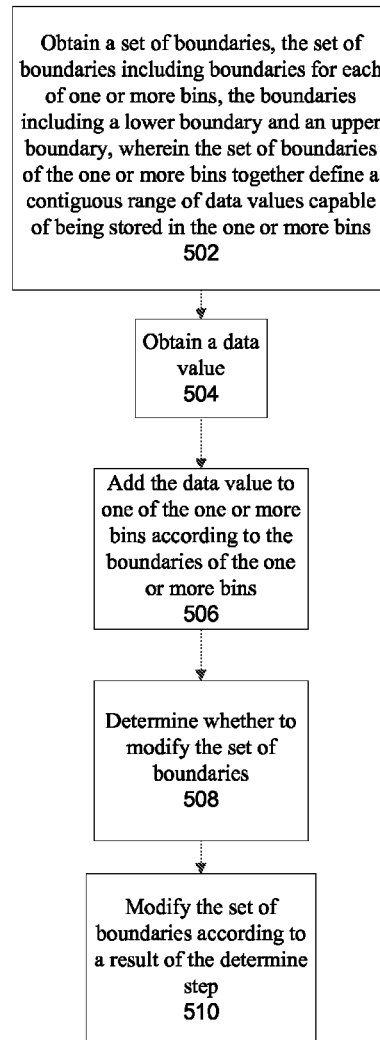 Obtain a set of boundaries, the set of
boundaries including boundaries for each
of one or more bins, the boundaries
including a lower boundary and an upper
boundary, wherein the set of boundaries
of the one or more bins together define a
contiguous range of data values capable
of being stored in the one or more bins
502
Obtain a data
value
504
Add the data value to
one of the one or more
bins according to the
boundaries of the one
or more bins
506
Determine whether to
modify the set of
boundaries
508
Modify the set of
boundaries according to
a result of the determine
step
510